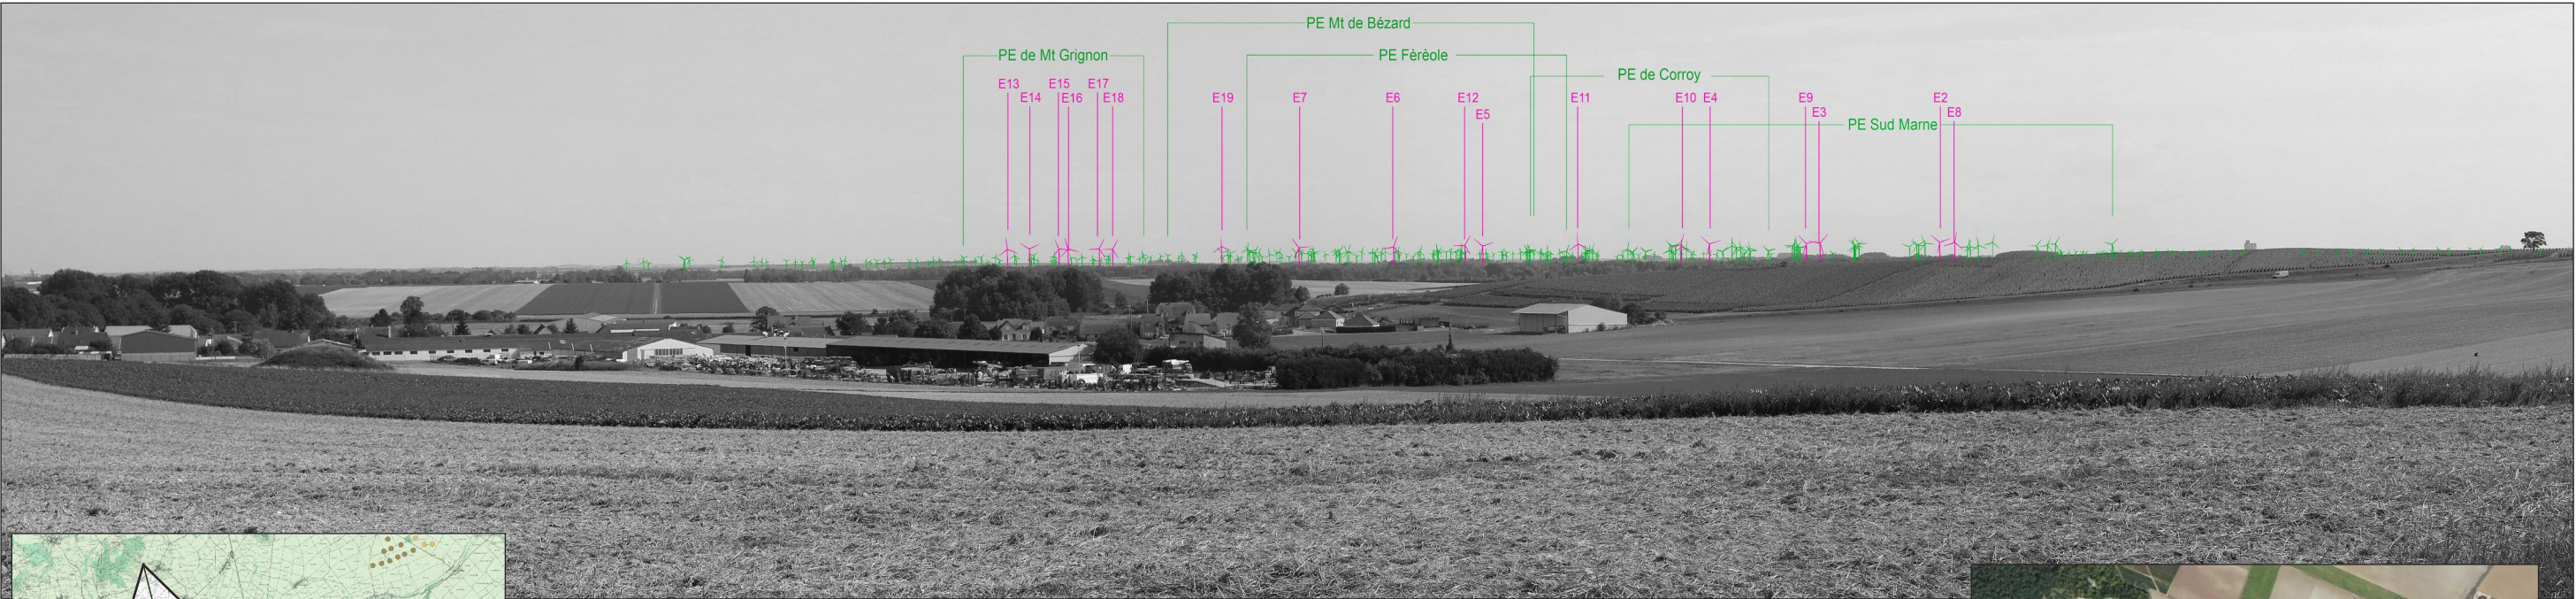 PE Mt de Bézard
PE de Mt Grignon
PE Fèrèole
PE de Corroy
E13
E15
E17
E14
E16
E18
E19
E7
E6
E12
E11
E10
E4
E9
E2
E5
E3
E8
PE Sud Marne